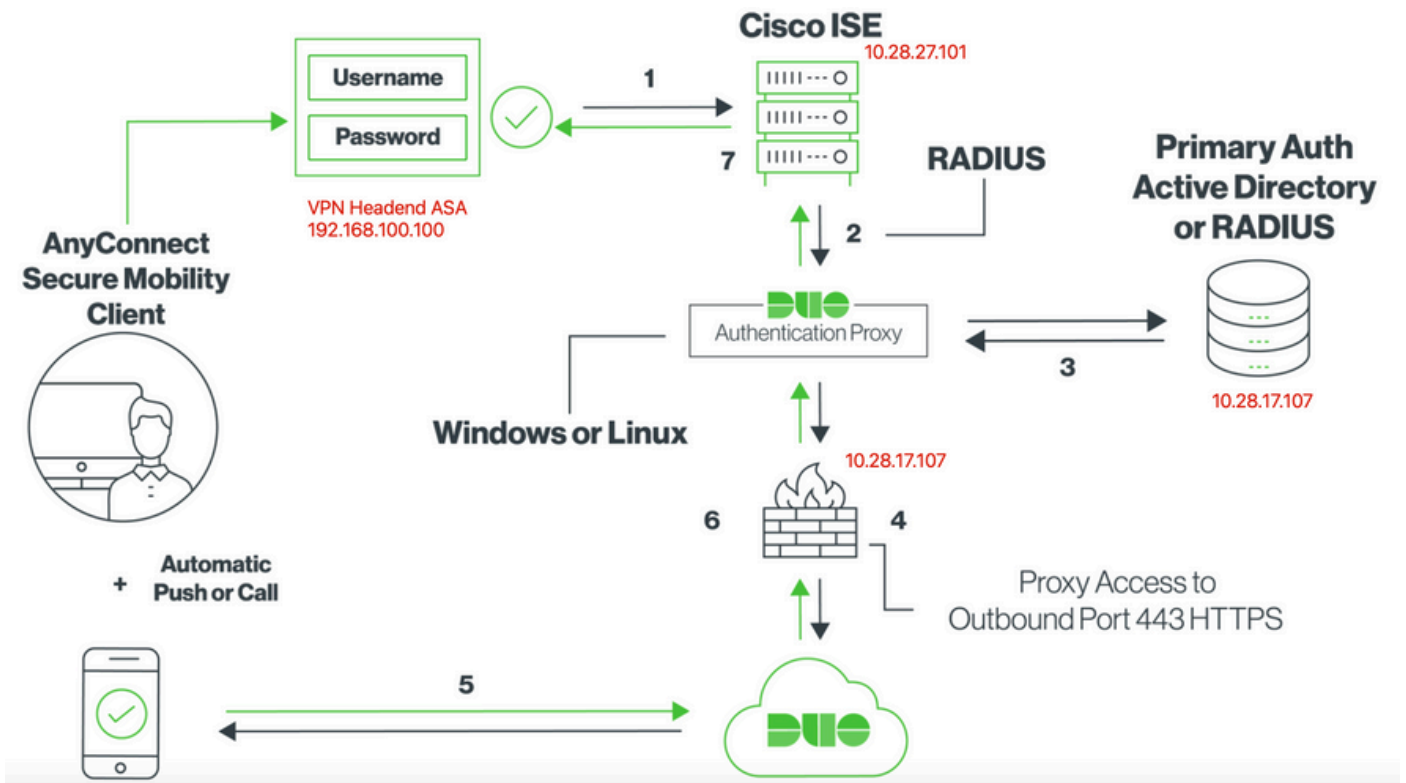 Cisco ISE
10.28.27.101
Username
Password
1
7
VPN Headend ASA
192.168.100.100
RADIUS
2
Primary Auth
Active Directory
or RADIUS
AnyConnect
Secure Mobility
Client
DUO
Authentication Proxy
3
10.28.17.107
Windows or Linux
10.28.17.107
6
4
Automatic
+ Push or Call
Proxy Access to
Outbound Port 443 HTTPS
5
DUO